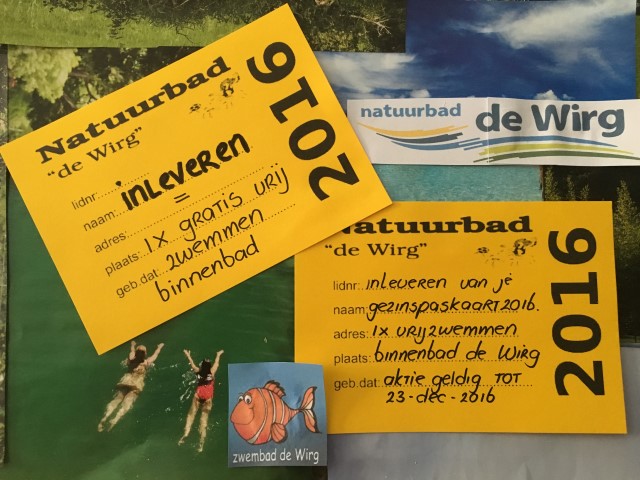 Natuurbad
"de Wirg"
2016
lidnr:
naam: inleveren
adres: =
plaats: 1x gratis vrij
geb.dat: zwemmen
binnenbad
natuurbad de Wirg
Natuurbad
"de Wirg"
2016
lidnr: inleveren van je
naam: gezinspaskaart 2016.
adres: 1x vrijzwemmen
plaats: binnenbad de Wirg
geb.dat: aktie geldig tot
23-dec-2016
zwembad de Wirg